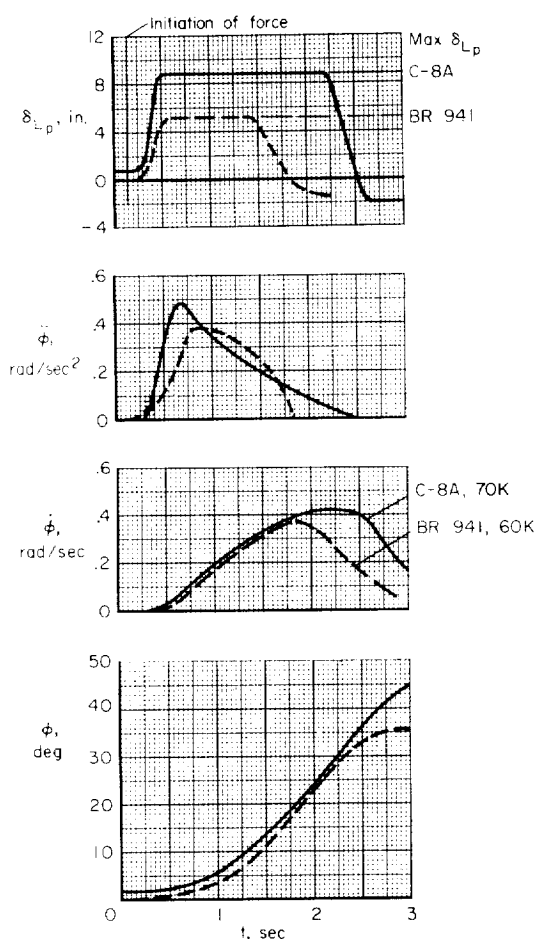 Initiation of force
12
Max δLp
8
C-8A
δLp, in.
BR 941
4
0
-4
.6
.4
φ̈,
rad/sec²
.2
0
.6
C-8A, 70K
φ̇,
.4
rad/sec
BR 941, 60K
.2
0
50
40
φ,
deg
30
20
10
0
1
2
3
t, sec